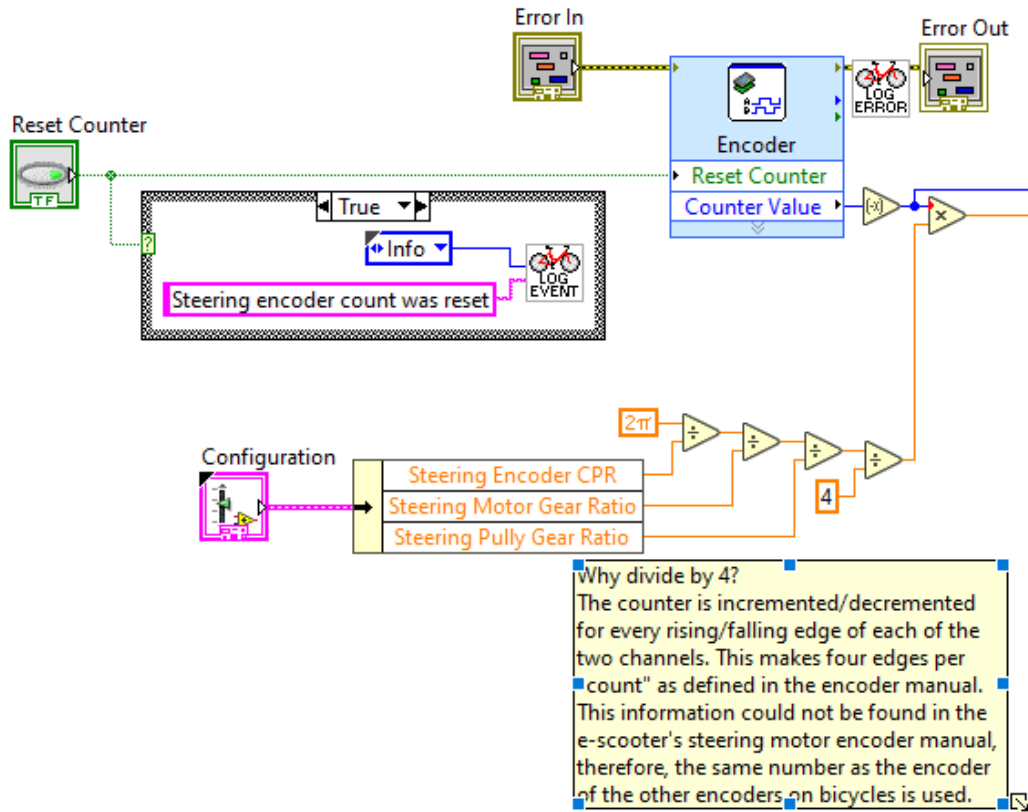 Error In
Error Out
LOG
ERROR
Encoder
Reset Counter
TF
Reset Counter
Counter Value
(-x)
×
True
?
Info
LOG
EVENT
Steering encoder count was reset
2·π
÷
÷
÷
÷
4
Configuration
Steering Encoder CPR
Steering Motor Gear Ratio
Steering Pully Gear Ratio
Why divide by 4?
The counter is incremented/decremented
for every rising/falling edge of each of the
two channels. This makes four edges per
count" as defined in the encoder manual.
This information could not be found in the
e-scooter's steering motor encoder manual,
therefore, the same number as the encoder
of the other encoders on bicycles is used.